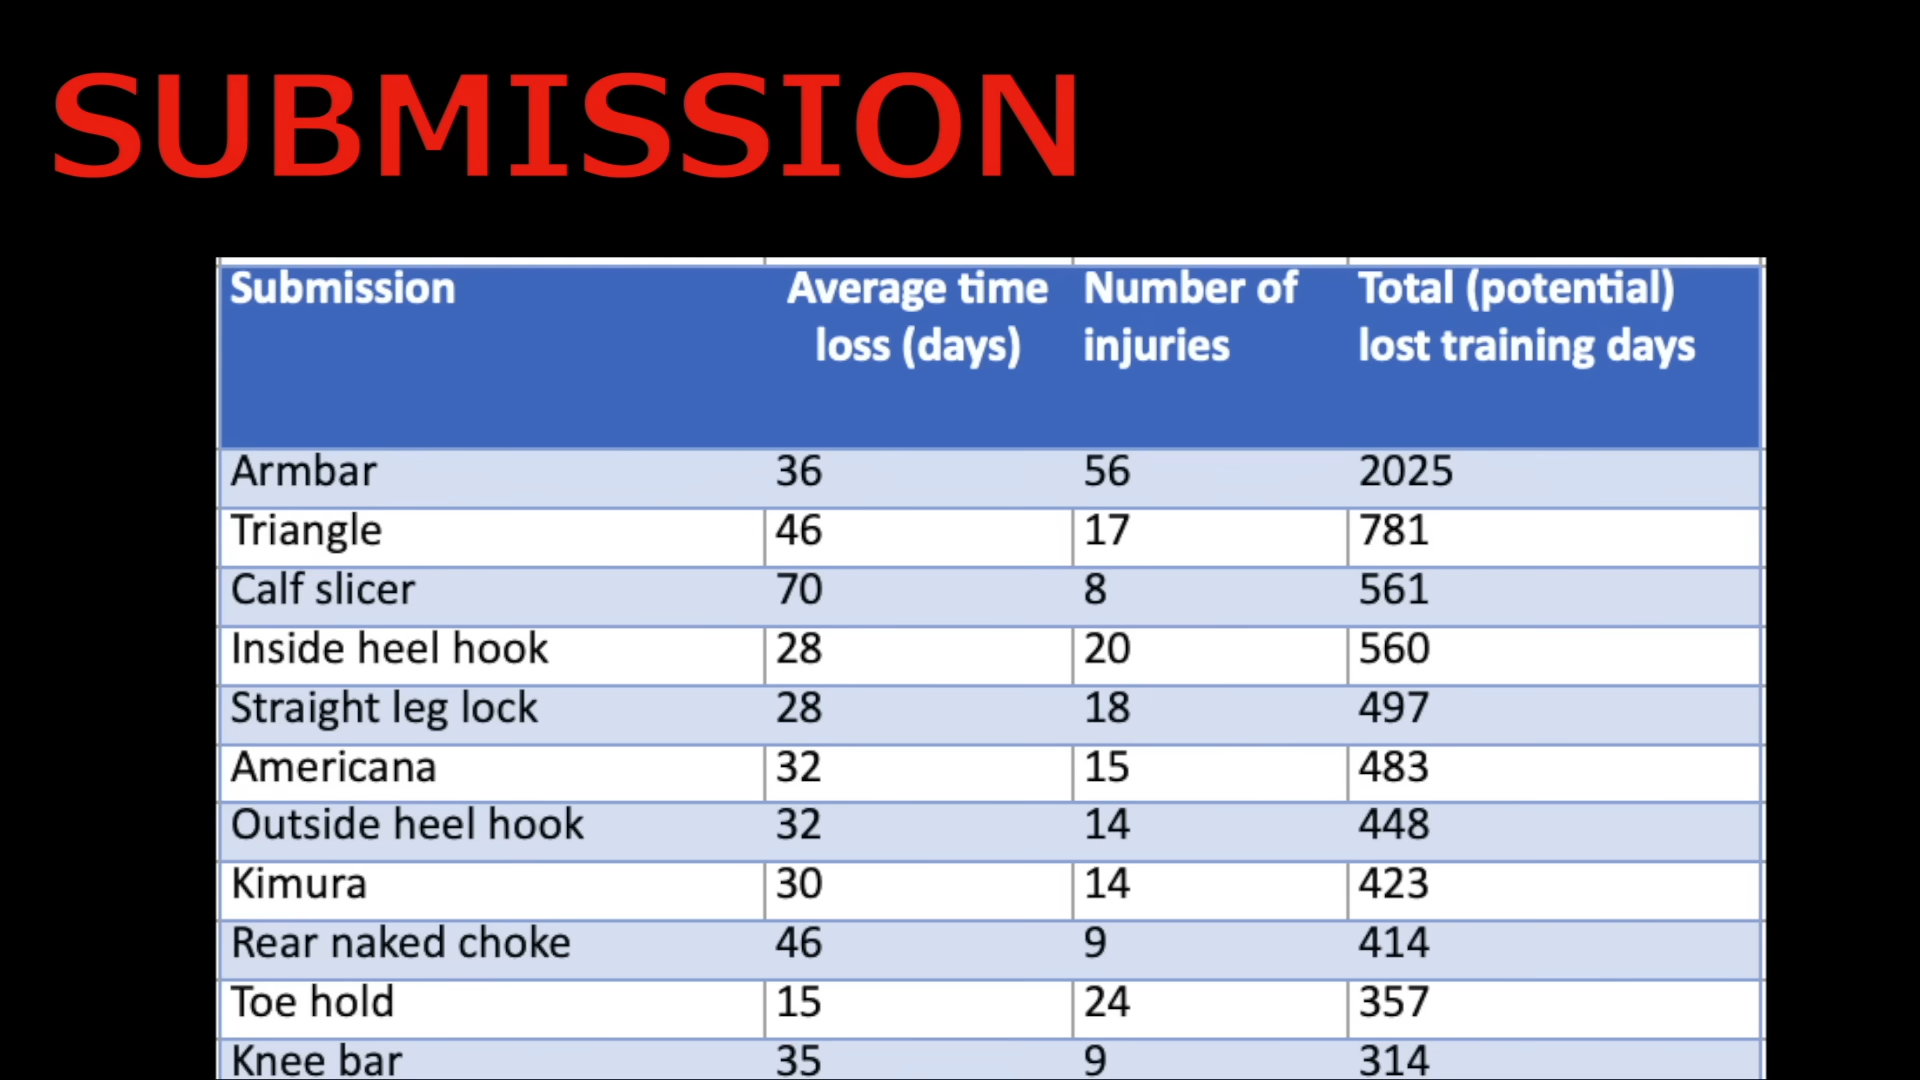 SUBMISSION
Submission Average time loss (days) Number of injuries Total (potential) lost training days
Armbar 36 56 2025
Triangle 46 17 781
Calf slicer 70 8 561
Inside heel hook 28 20 560
Straight leg lock 28 18 497
Americana 32 15 483
Outside heel hook 32 14 448
Kimura 30 14 423
Rear naked choke 46 9 414
Toe hold 15 24 357
Knee bar 35 9 314